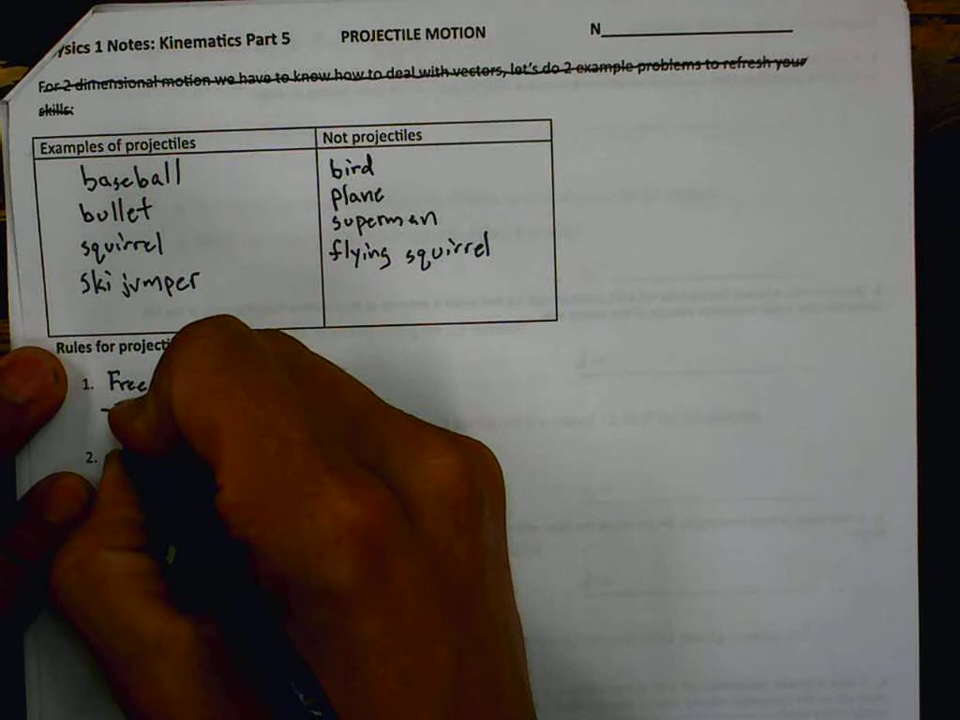 ysics 1 Notes: Kinematics Part 5 PROJECTILE MOTION N
For 2 dimensional motion we have to know how to deal with vectors, let's do 2 example problems to refresh your
skills:
Examples of projectiles Not projectiles
baseball bird
bullet plane
squirrel superman
ski jumper flying squirrel
Rules for projecti
1. Free
2.